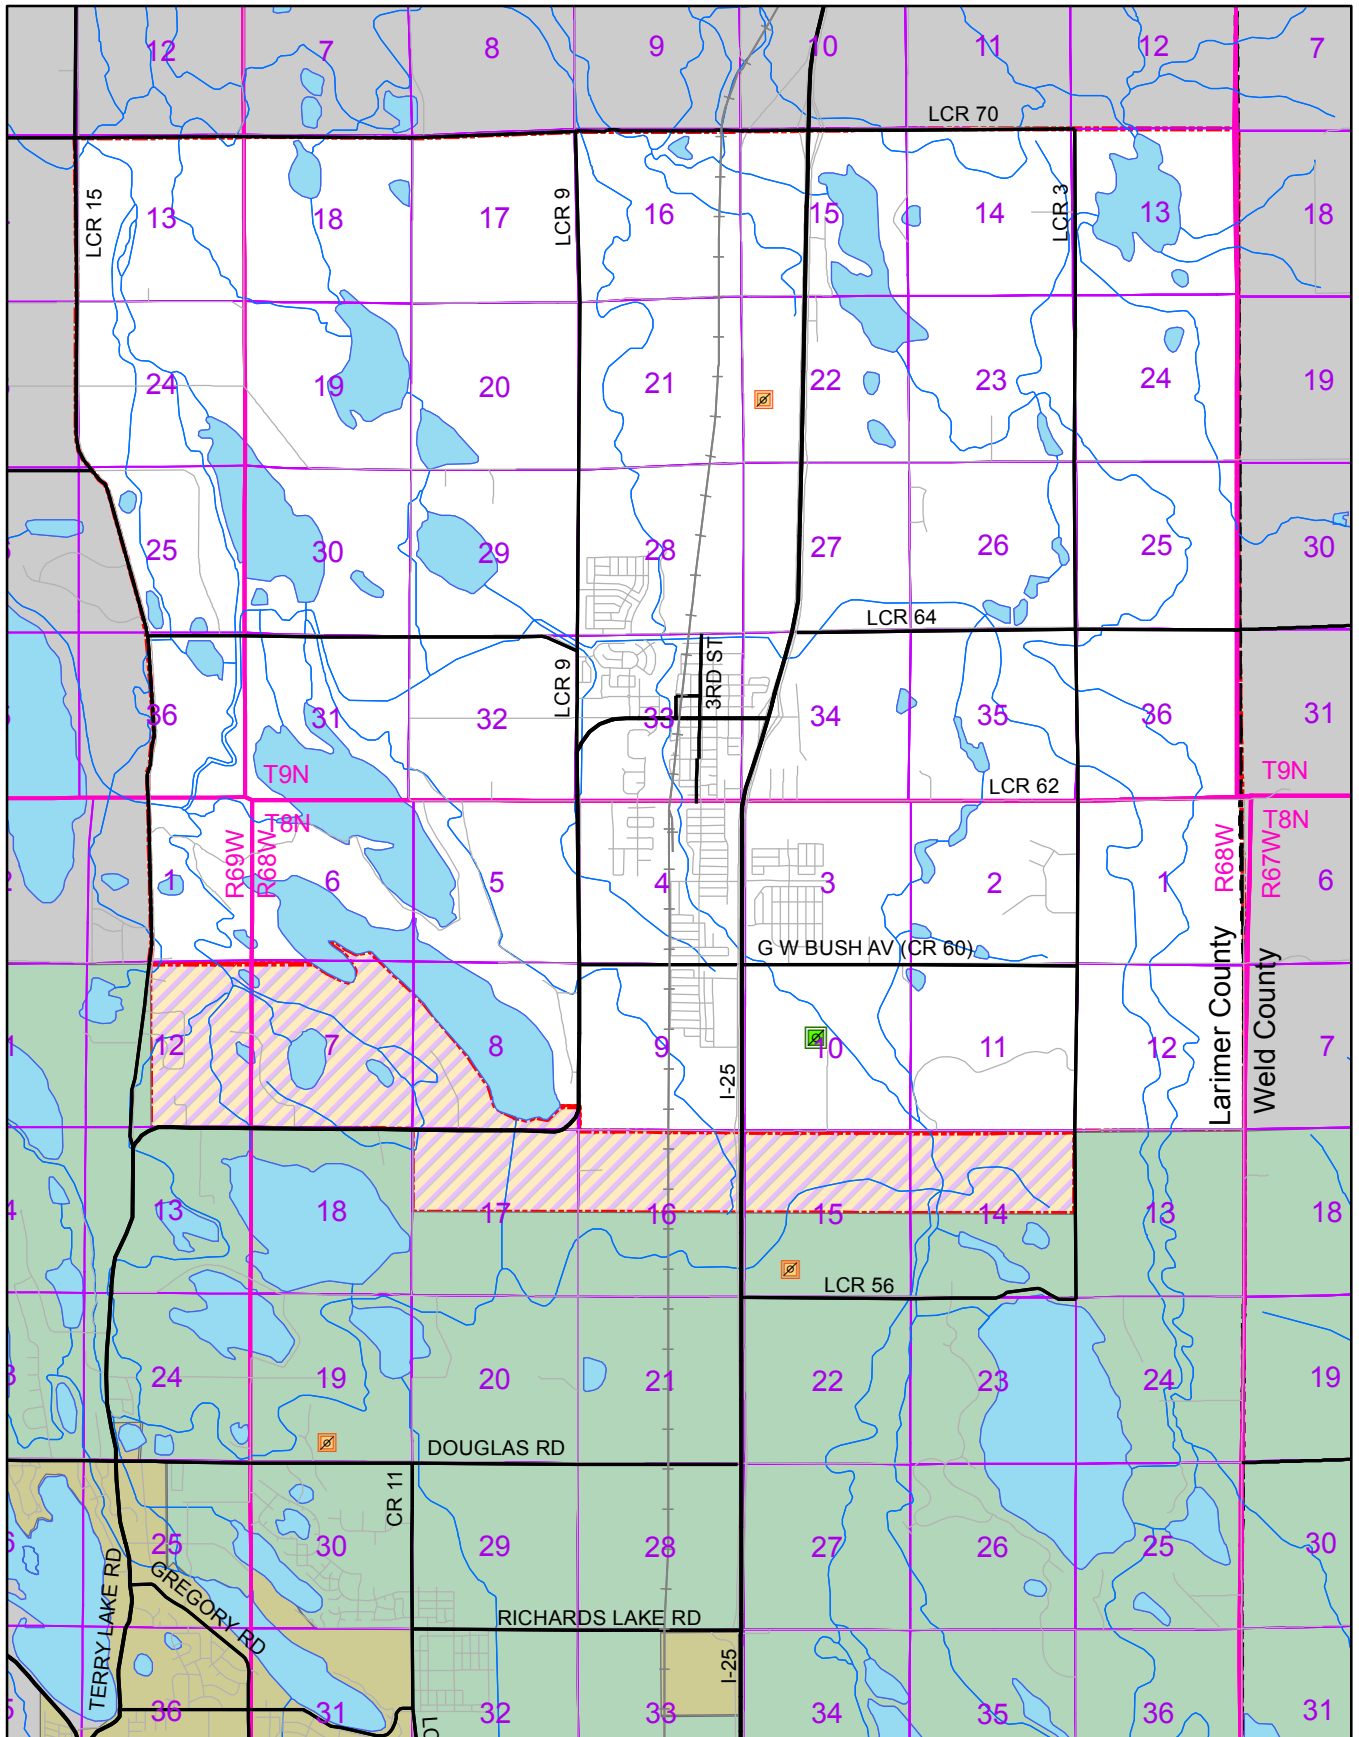 12 7 8 9 10 11 12 7
LCR 70
LCR 15
13 18 17
LCR 9
16 15 14
LCR 3
13 18
24 19 20 21 22 23 24 19
25 30 29 28 27 26 25 30
LCR 64
36 31 32
LCR 9
33
3RD ST
34 35 36 31
T9N
LCR 62
T9N
T8N
T8N
R69W
R68W
R68W
R67W
1 6 5 4 3 2 1 6
G W BUSH AV (CR 60)
Larimer County
Weld County
12 7 8 9 10 11 12 7
I-25
13 18 17 16 15 14 13 18
LCR 56
24 19 20 21 22 23 24 19
DOUGLAS RD
CR 11
25 30 29 28 27 26 25 30
TERRY LAKE RD
GREGORY RD
RICHARDS LAKE RD
I-25
36 31 32 33 34 35 36 31